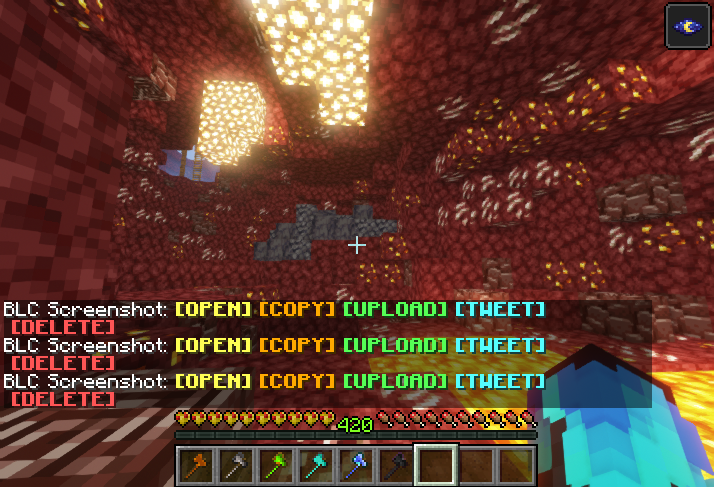 BLC Screenshot: [OPEN] [COPY] [UPLOAD] [TWEET]
[DELETE]
BLC Screenshot: [OPEN] [COPY] [UPLOAD] [TWEET]
[DELETE]
BLC Screenshot: [OPEN] [COPY] [UPLOAD] [TWEET]
[DELETE]
420